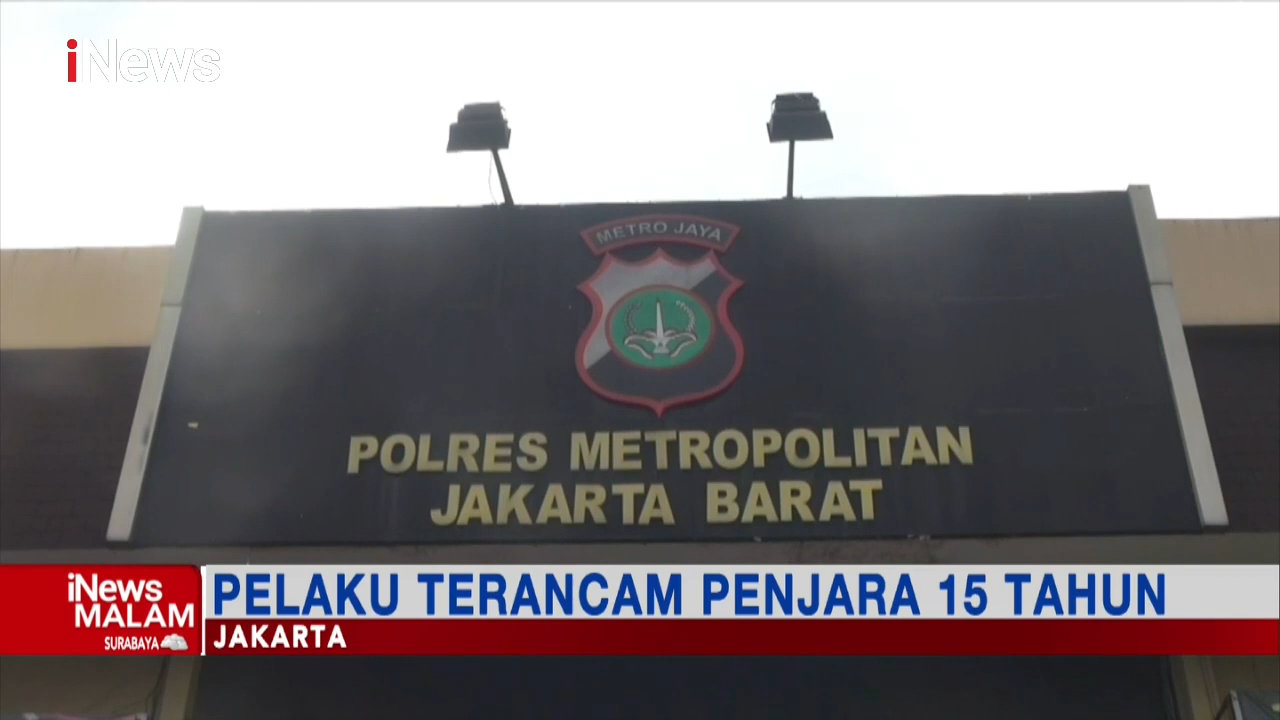 iNews
METRO JAYA
POLRES METROPOLITAN
JAKARTA BARAT
iNews
MALAM
SURABAYA
PELAKU TERANCAM PENJARA 15 TAHUN
JAKARTA